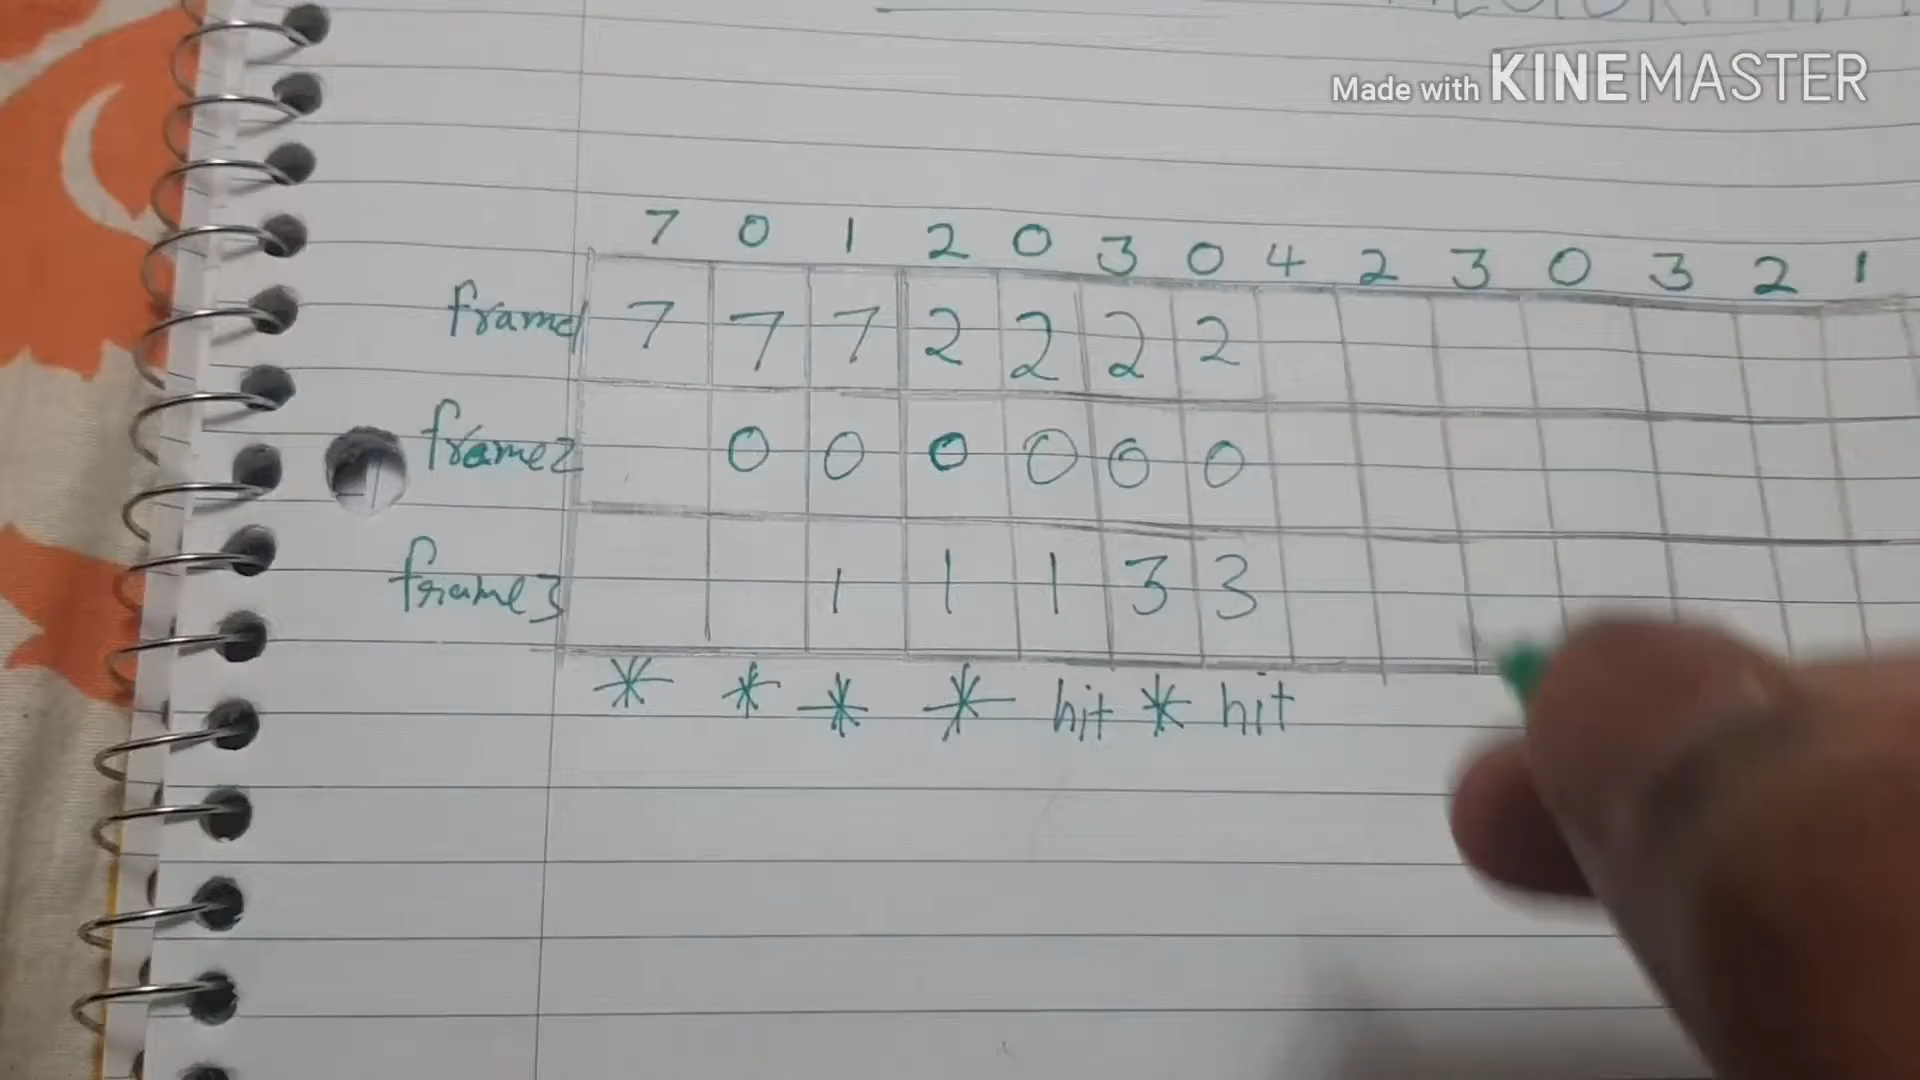 Made with KINEMASTER
7 0 1 2 0 3 0 4 2 3 0 3 2 1
frame1 7 7 7 2 2 2 2
frame2 0 0 0 0 0 0
frame3 1 1 1 3 3
* * * * hit * hit